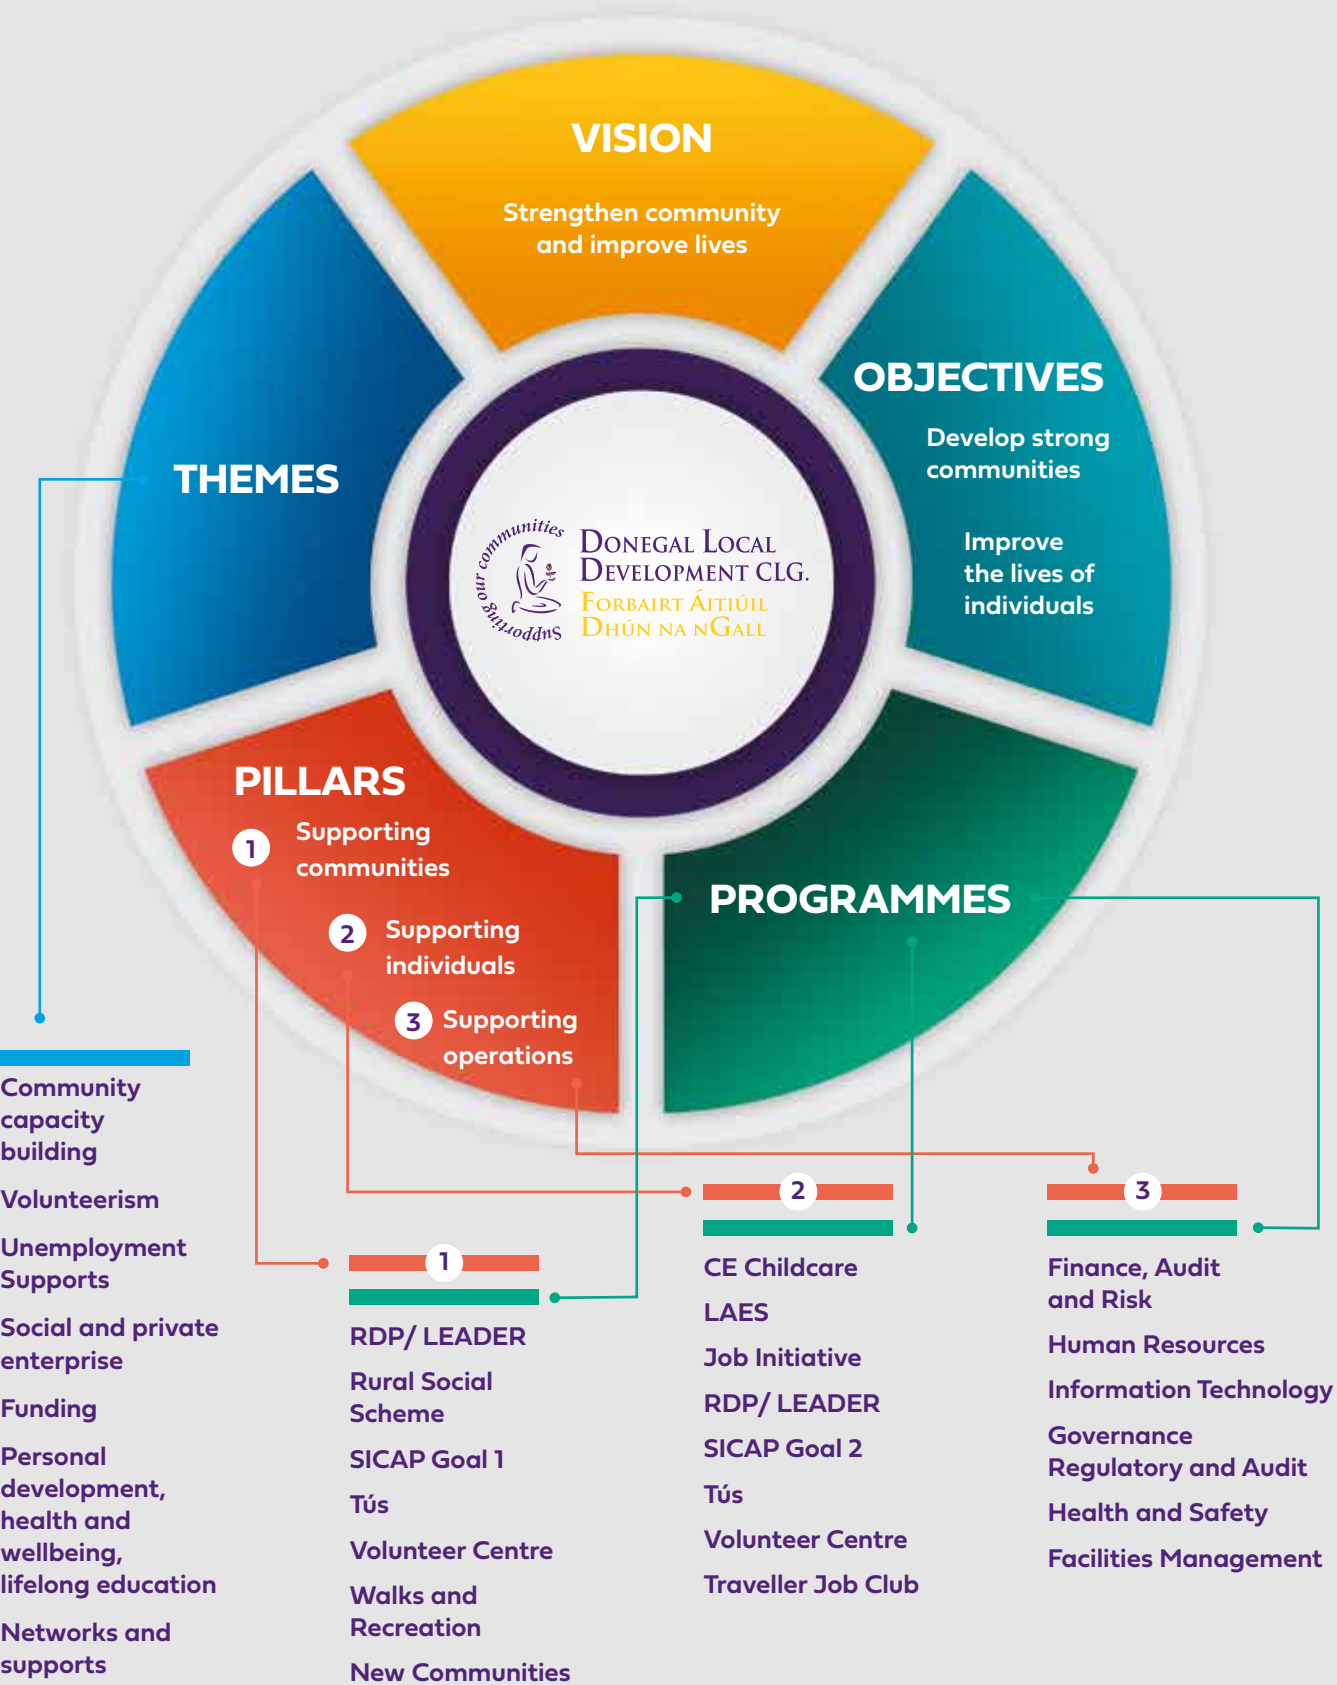 VISION
Strengthen community
and improve lives
OBJECTIVES
Develop strong
communities
Improve
the lives of
individuals
THEMES
Supporting our communities
DONEGAL LOCAL
DEVELOPMENT CLG.
FORBAIRT ÁITIÚIL
DHÚN NA NGALL
PILLARS
1 Supporting
communities
2 Supporting
individuals
3 Supporting
operations
PROGRAMMES
Community
capacity
building
Volunteerism
Unemployment
Supports
Social and private
enterprise
Funding
Personal
development,
health and
wellbeing,
lifelong education
Networks and
supports
1
RDP/ LEADER
Rural Social
Scheme
SICAP Goal 1
Tús
Volunteer Centre
Walks and
Recreation
New Communities
2
CE Childcare
LAES
Job Initiative
RDP/ LEADER
SICAP Goal 2
Tús
Volunteer Centre
Traveller Job Club
3
Finance, Audit
and Risk
Human Resources
Information Technology
Governance
Regulatory and Audit
Health and Safety
Facilities Management